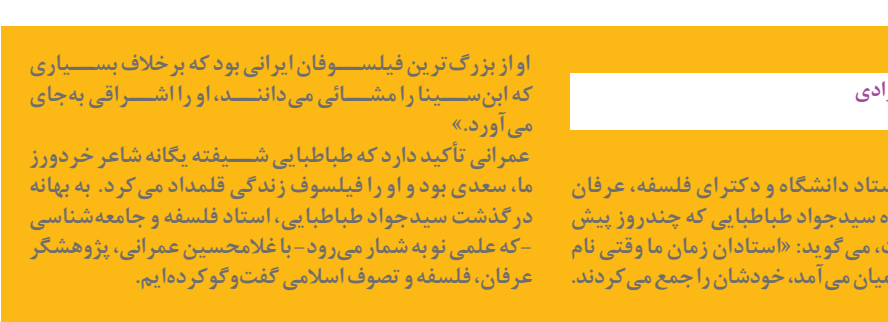 رادی
ستاد دانشگاه و دکترای فلسفه، عرفان
ه سیدجواد طباطبایی که چندروز پیش
ت، می‌گوید: «استادان زمان ما وقتی نام
میان می‌آمد، خودشان را جمع می‌کردند.
او از بزرگ‌ترین فیلسوفان ایرانی بود که برخلاف بسیاری
که ابن‌سینا را مشائی می‌دانند، او را اشراقی به‌جای
می‌آورد.»
عمرانی تأکید دارد که طباطبایی شیفته یگانه شاعر خردورز
ما، سعدی بود و او را فیلسوف زندگی قلمداد می‌کرد. به بهانه
درگذشت سیدجواد طباطبایی، استاد فلسفه و جامعه‌شناسی
-که علمی نو به شمار می‌رود- با غلامحسین عمرانی، پژوهشگر
عرفان، فلسفه و تصوف اسلامی گفت‌وگو کرده‌ایم.